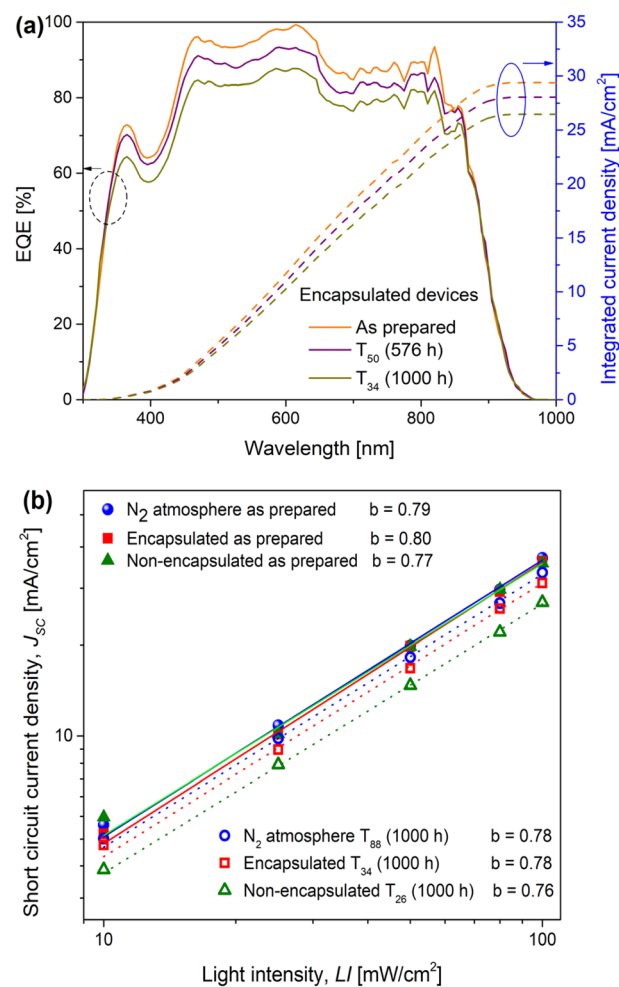 (a)
100
80
60
40
20
0
EQE [%]
35
30
25
20
15
10
5
0
Integrated current density [mA/cm²]
Encapsulated devices
As prepared
T₅₀ (576 h)
T₃₄ (1000 h)
400 600 800 1000
Wavelength [nm]
(b)
N₂ atmosphere as prepared b = 0.79
Encapsulated as prepared b = 0.80
Non-encapsulated as prepared b = 0.77
10
Short circuit current density, J_SC [mA/cm²]
N₂ atmosphere T₈₈ (1000 h) b = 0.78
Encapsulated T₃₄ (1000 h) b = 0.78
Non-encapsulated T₂₆ (1000 h) b = 0.76
10 100
Light intensity, LI [mW/cm²]